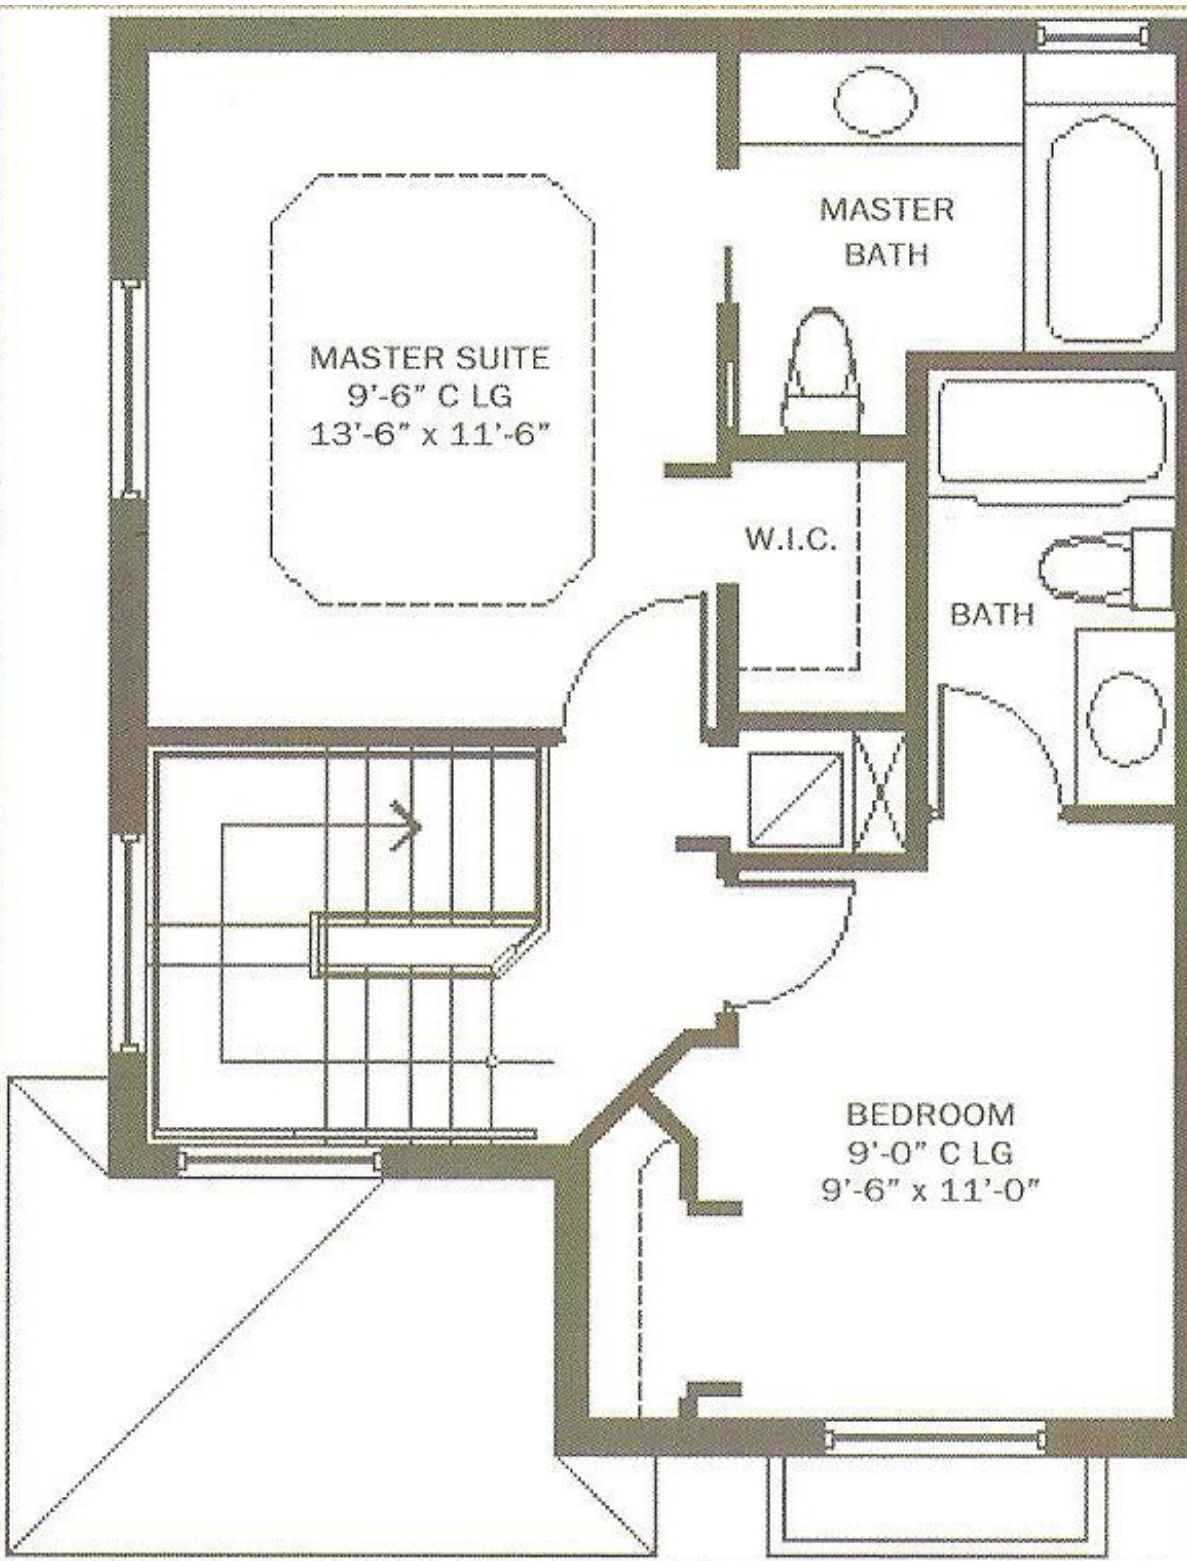 MASTER
BATH
MASTER SUITE
9'-6" C LG
13'-6" x 11'-6"
W.I.C.
BATH
BEDROOM
9'-0" C LG
9'-6" x 11'-0"